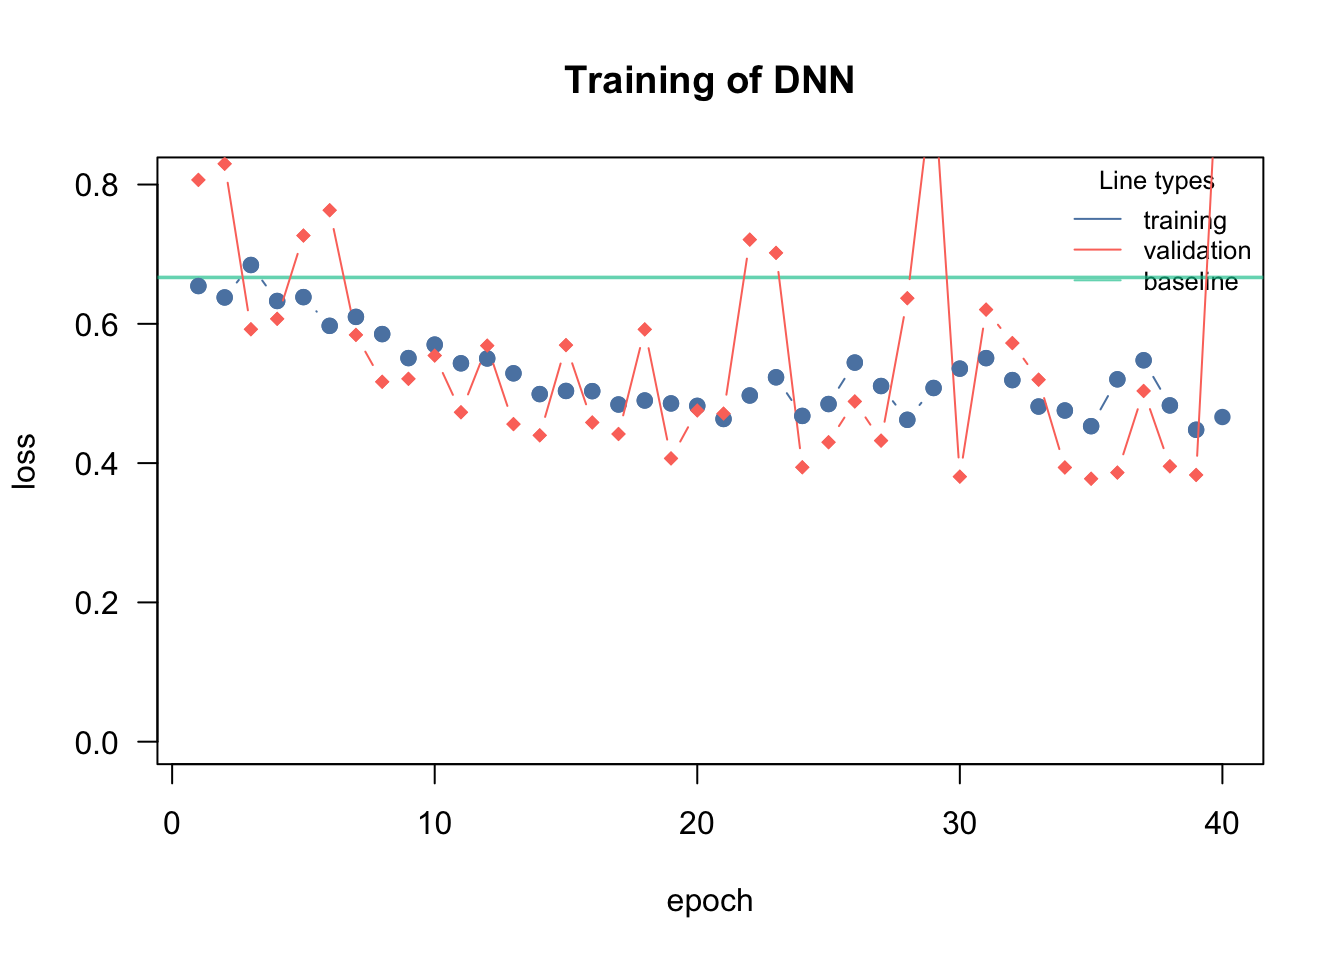 Training of DNN
Line types
training
validation
baseline
0.8
0.6
0.4
0.2
0.0
loss
0 10 20 30 40
epoch